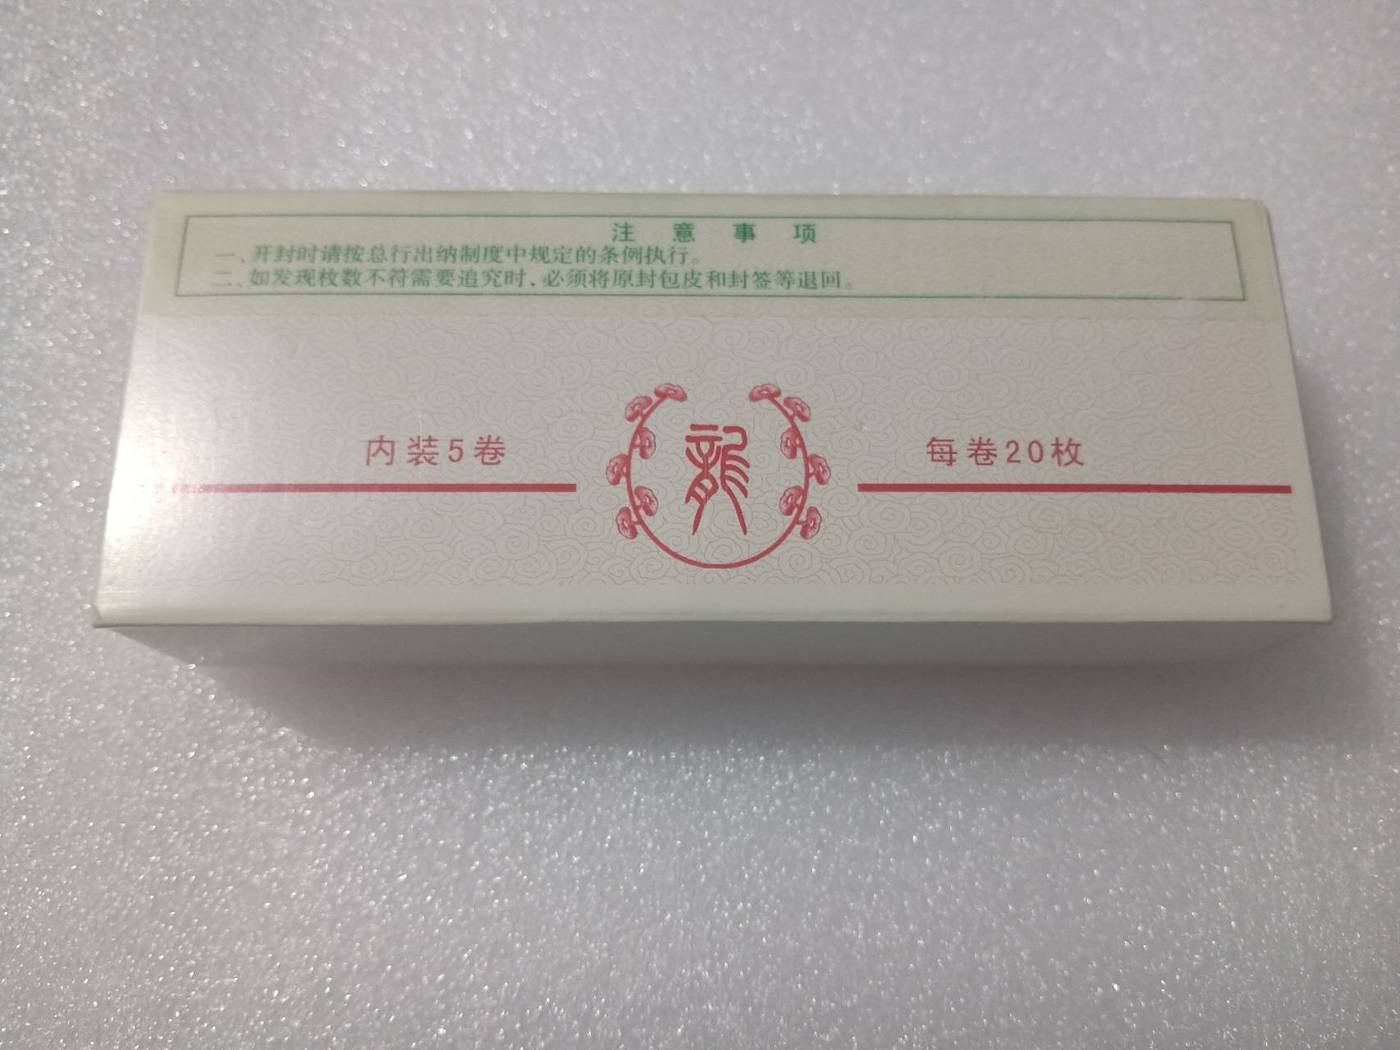 注意事项
一、开封时请按总行出纳制度中规定的条例执行。
二、如发现枚数不符需要追究时、必须将原封包皮和封签等退回。
内装5卷
龍
每卷20枚